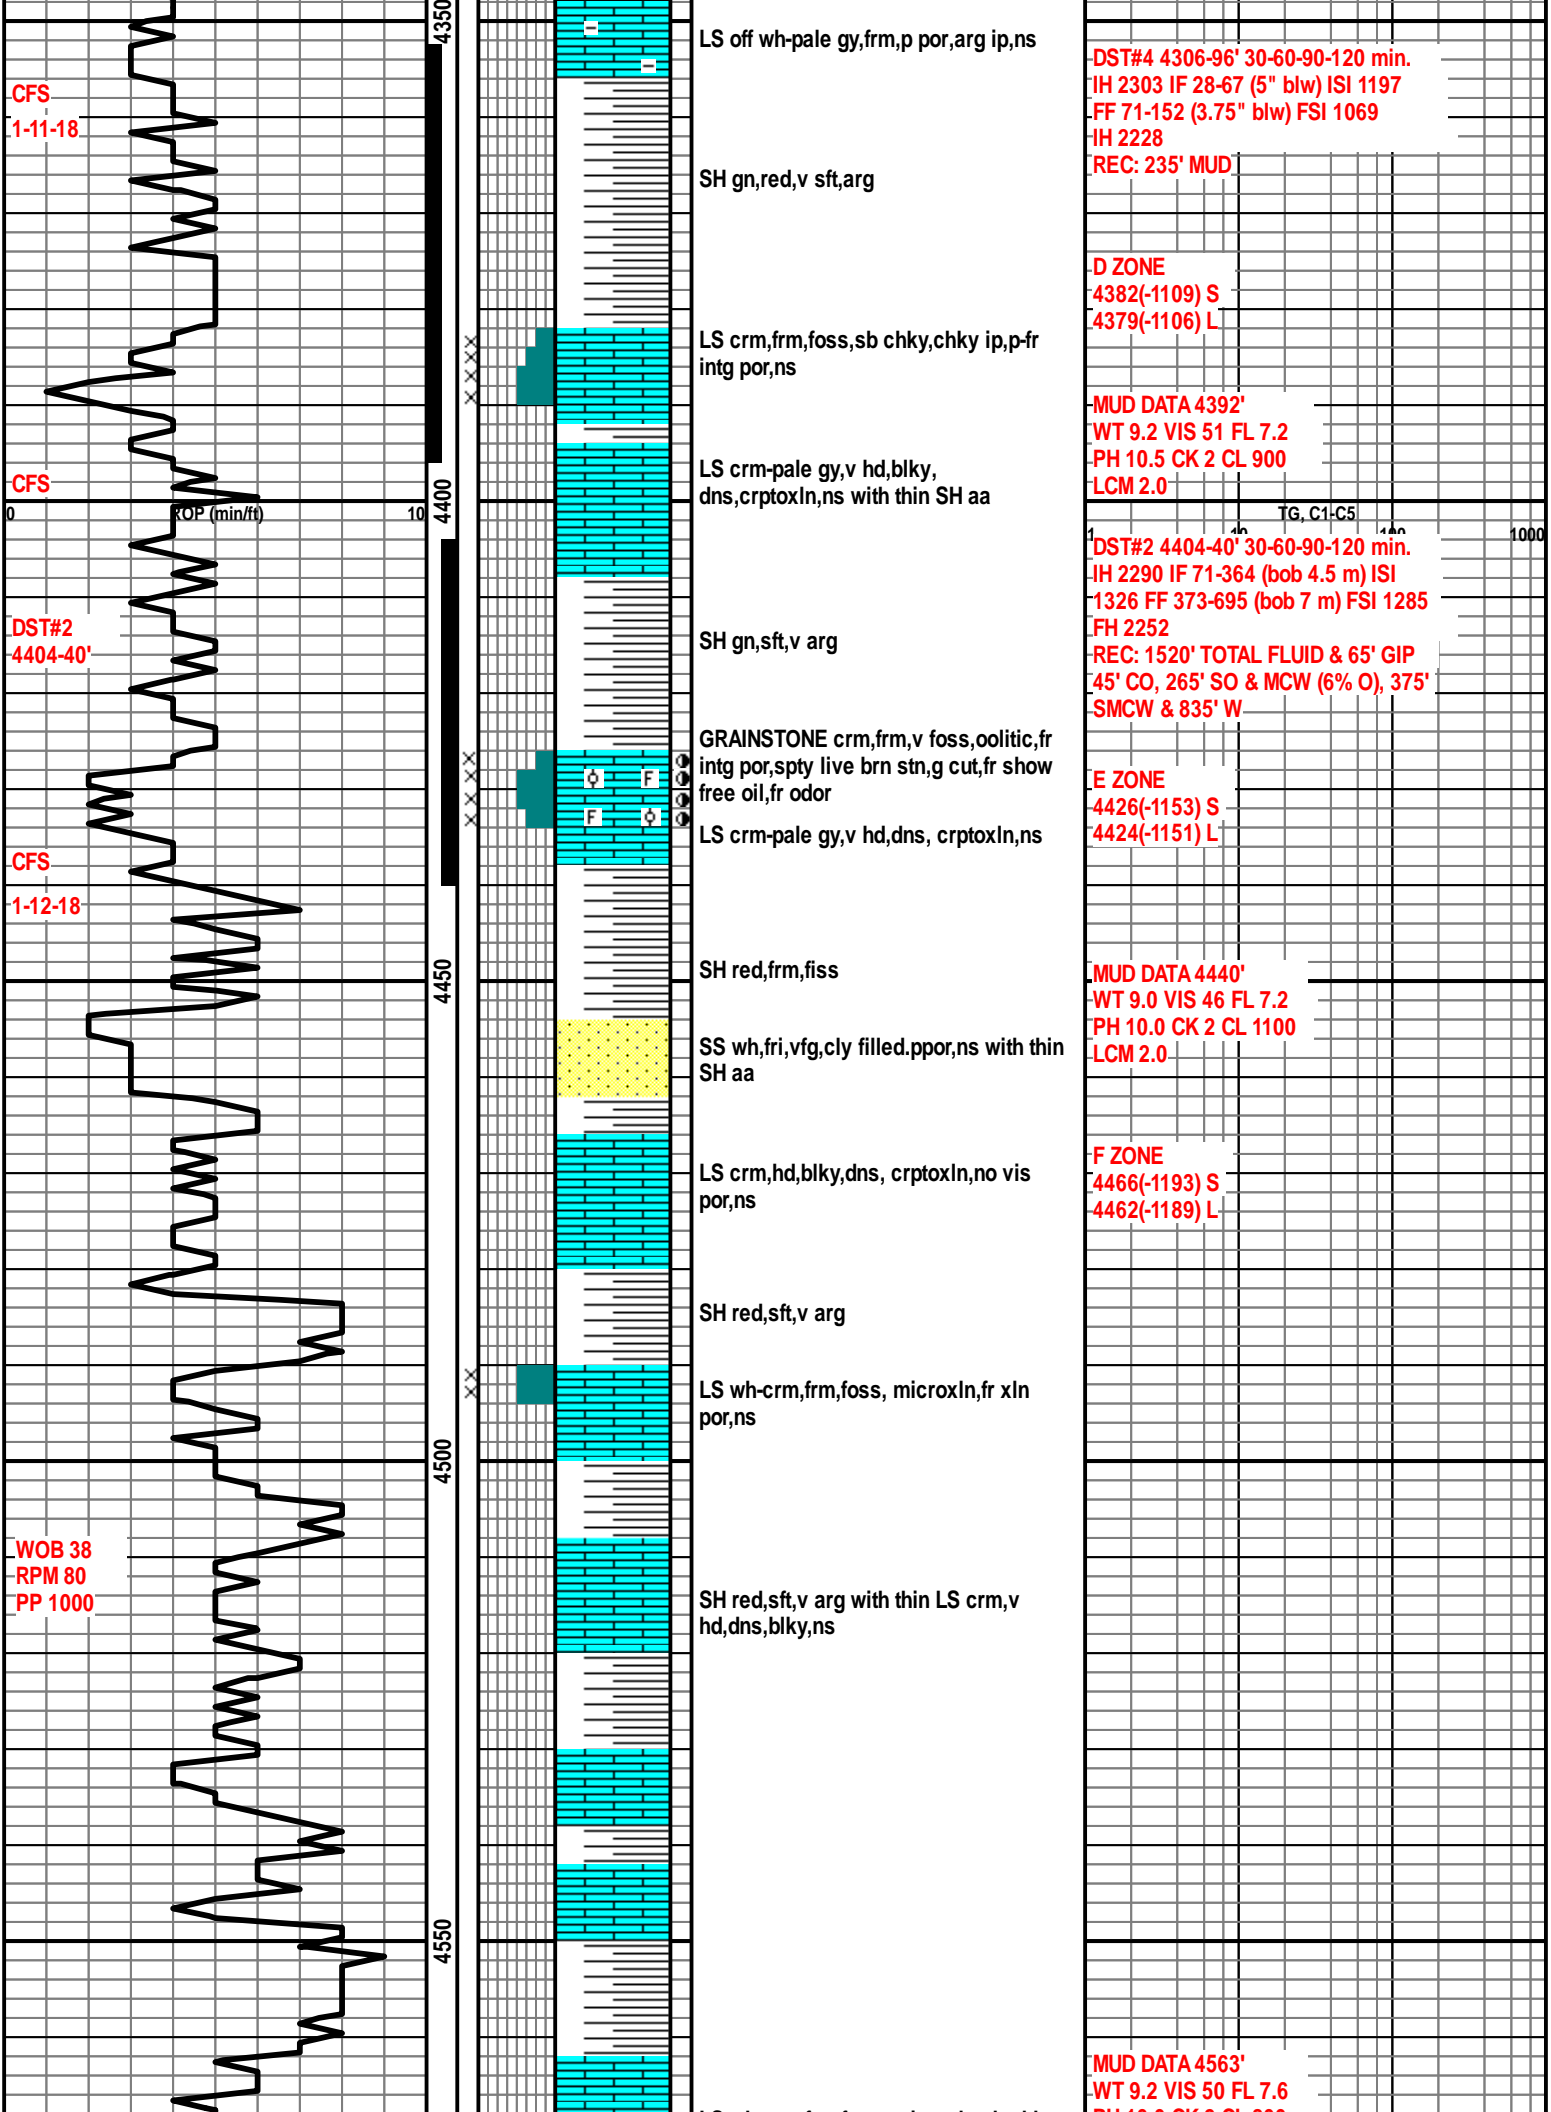 4350
LS off wh-pale gy,frm,p por,arg ip,ns
DST#4 4306-96' 30-60-90-120 min.
IH 2303 IF 28-67 (5" blw) ISI 1197
FF 71-152 (3.75" blw) FSI 1069
IH 2228
REC: 235' MUD
CFS
1-11-18
SH gn,red,v sft,arg
D ZONE
4382(-1109) S
4379(-1106) L
LS crm,frm,foss,sb chky,chky ip,p-fr
intg por,ns
MUD DATA 4392'
WT 9.2 VIS 51 FL 7.2
PH 10.5 CK 2 CL 900
LCM 2.0
LS crm-pale gy,v hd,blky,
dns,crptoxln,ns with thin SH aa
CFS
0 ROP (min/ft) 10
4400
TG, C1-C5
1 10 100 1000
DST#2 4404-40' 30-60-90-120 min.
IH 2290 IF 71-364 (bob 4.5 m) ISI
1326 FF 373-695 (bob 7 m) FSI 1285
FH 2252
REC: 1520' TOTAL FLUID & 65' GIP
45' CO, 265' SO & MCW (6% O), 375'
SMCW & 835' W
DST#2
4404-40'
SH gn,sft,v arg
GRAINSTONE crm,frm,v foss,oolitic,fr
intg por,spty live brn stn,g cut,fr show
free oil,fr odor
F
F
E ZONE
4426(-1153) S
4424(-1151) L
LS crm-pale gy,v hd,dns, crptoxln,ns
CFS
1-12-18
4450
SH red,frm,fiss
MUD DATA 4440'
WT 9.0 VIS 46 FL 7.2
PH 10.0 CK 2 CL 1100
LCM 2.0
SS wh,fri,vfg,cly filled.ppor,ns with thin
SH aa
LS crm,hd,blky,dns, crptoxln,no vis
por,ns
F ZONE
4466(-1193) S
4462(-1189) L
SH red,sft,v arg
LS wh-crm,frm,foss, microxln,fr xln
por,ns
4500
WOB 38
RPM 80
PP 1000
SH red,sft,v arg with thin LS crm,v
hd,dns,blky,ns
4550
MUD DATA 4563'
WT 9.2 VIS 50 FL 7.6